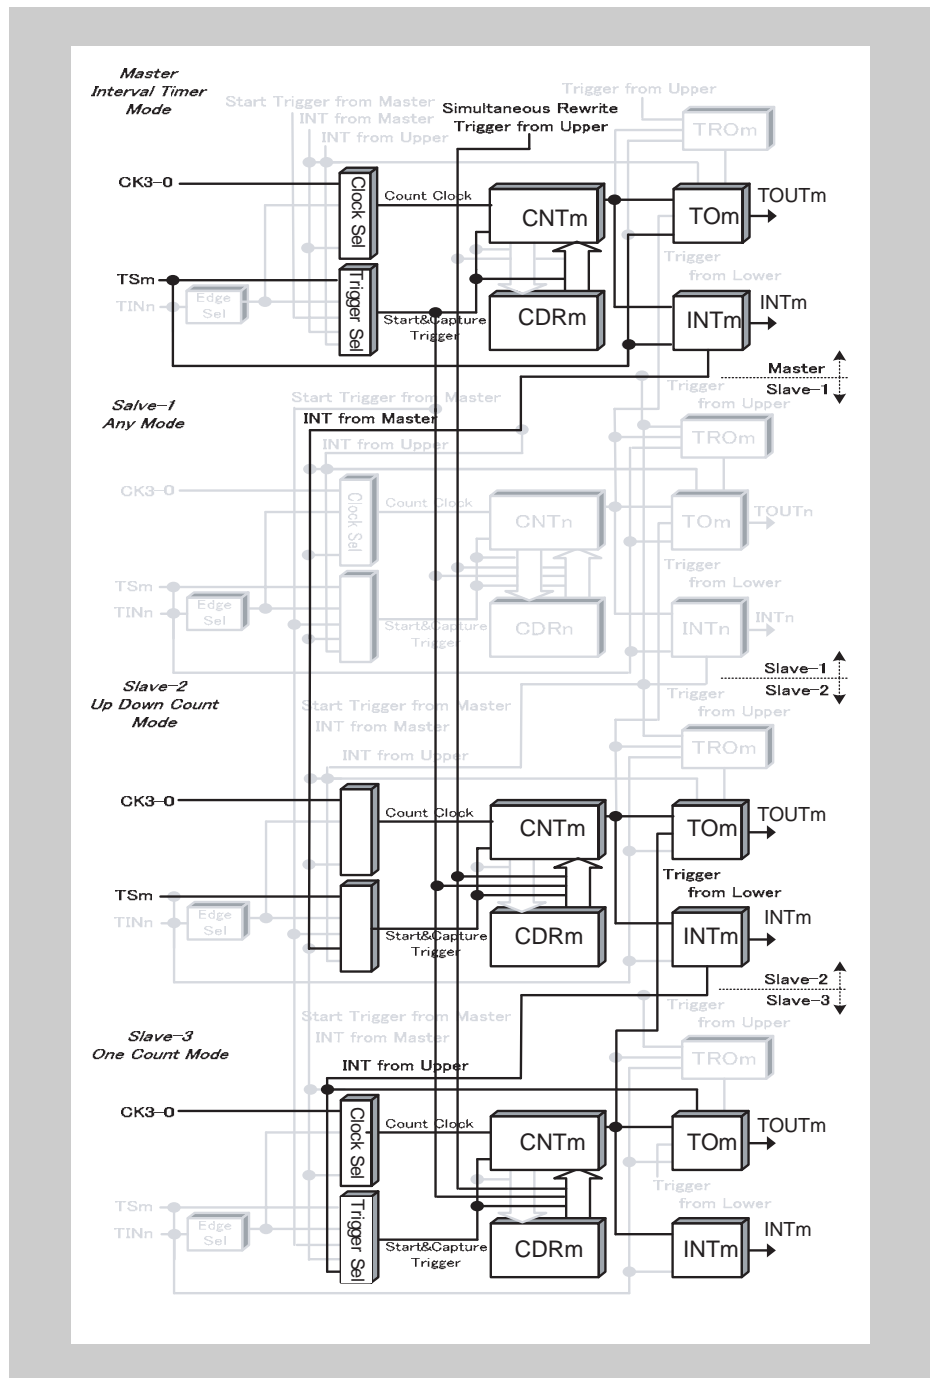 Master
Interval Timer
Mode
Start Trigger from Master
INT from Master
INT from Upper
Simultaneous Rewrite
Trigger from Upper
Trigger from Upper
TROm
CK3-0
Clock Sel
Count Clock
CNTm
TOm
TOUTm
Trigger
from Lower
TSm
TINn
Edge
Sel
Trigger Sel
Start&Capture
Trigger
CDRm
INTm
INTm
Master
Slave-1
Salve-1
Any Mode
Start Trigger from Master
INT from Master
INT from Upper
Trigger
from Upper
TROm
CK3-0
Clock Sel
Count Clock
CNTn
TOm
TOUTn
Trigger
from Lower
TSm
TINn
Edge
Sel
Start&Capture
Trigger
CDRn
INTn
INTn
Slave-1
Slave-2
Slave-2
Up Down Count
Mode
Start Trigger from Master
INT from Master
INT from Upper
Trigger
from Upper
TROm
CK3-0
Count Clock
CNTm
TOm
TOUTm
Trigger
from Lower
TSm
TINn
Edge
Sel
Start&Capture
Trigger
CDRm
INTm
INTm
Slave-2
Slave-3
Slave-3
One Count Mode
Start Trigger from Master
INT from Master
INT from Upper
Trigger
from Upper
TROm
CK3-0
Clock Sel
Count Clock
CNTm
TOm
TOUTm
Trigger
from Lower
TSm
TINn
Edge
Sel
Trigger Sel
Start&Capture
Trigger
CDRm
INTm
INTm